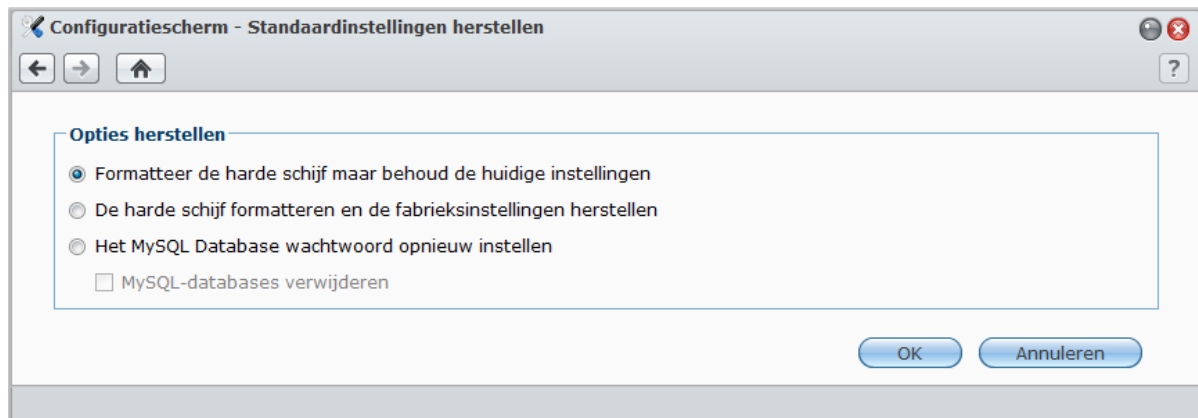 Configuratiescherm - Standaardinstellingen herstellen
?
Opties herstellen
Formatteer de harde schijf maar behoud de huidige instellingen
De harde schijf formatteren en de fabrieksinstellingen herstellen
Het MySQL Database wachtwoord opnieuw instellen
MySQL-databases verwijderen
OK
Annuleren